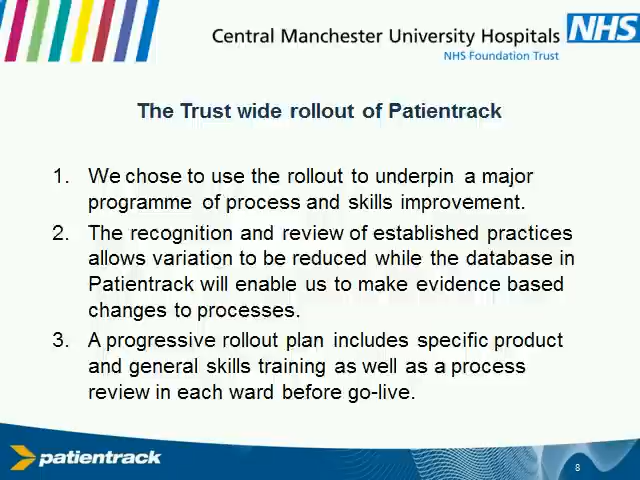 Central Manchester University Hospitals NHS
NHS Foundation Trust
The Trust wide rollout of Patientrack
1. We chose to use the rollout to underpin a major
programme of process and skills improvement.
2. The recognition and review of established practices
allows variation to be reduced while the database in
Patientrack will enable us to make evidence based
changes to processes.
3. A progressive rollout plan includes specific product
and general skills training as well as a process
review in each ward before go-live.
patientrack
8